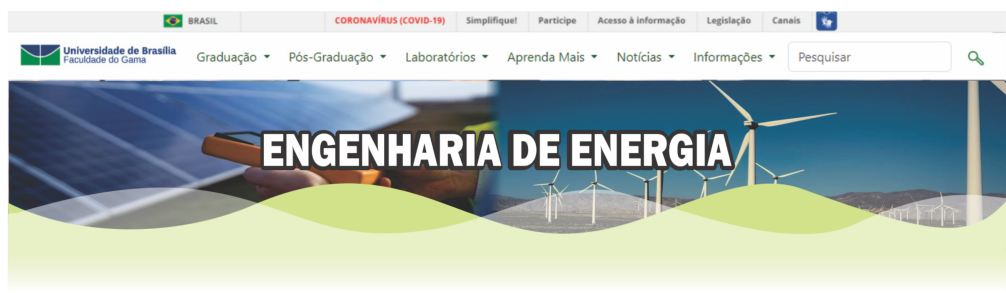 BRASIL CORONAVÍRUS (COVID-19) Simplifique! Participe Acesso à informação Legislação Canais
Universidade de Brasília
Faculdade do Gama
Graduação Pós-Graduação Laboratórios Aprenda Mais Notícias Informações Pesquisar
ENGENHARIA DE ENERGIA